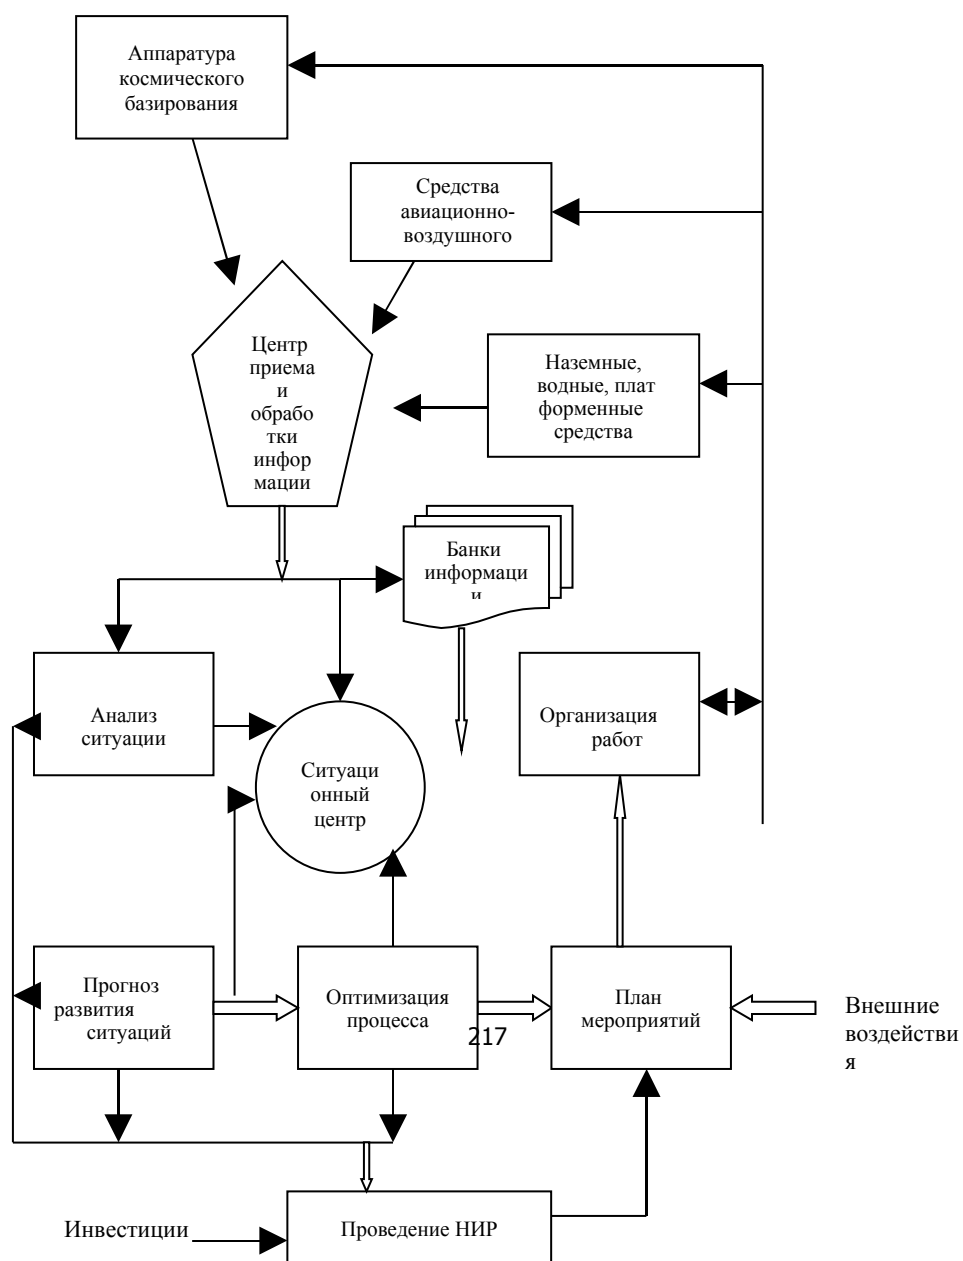 Аппаратура
космического
базирования
Средства
авиационно-
воздушного
Центр
приема
и
обрабо
тки
инфор
мации
Наземные,
водные, плат
форменные
средства
Банки
информаци
и
Анализ
ситуации
Организация
работ
Ситуаци
онный
центр
Прогноз
развития
ситуаций
Оптимизация
процесса
217
План
мероприятий
Внешние
воздействи
я
Инвестиции
Проведение НИР